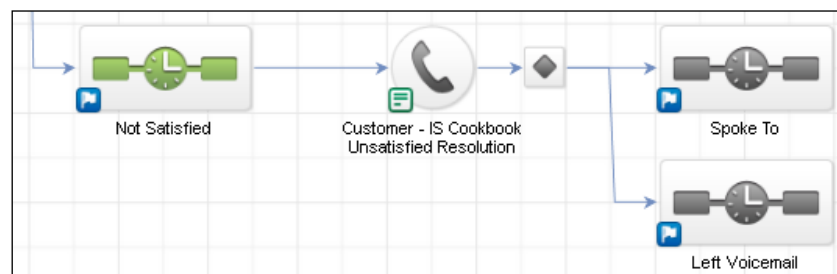 Not Satisfied
Customer - IS Cookbook
Unsatisfied Resolution
Spoke To
Left Voicemail